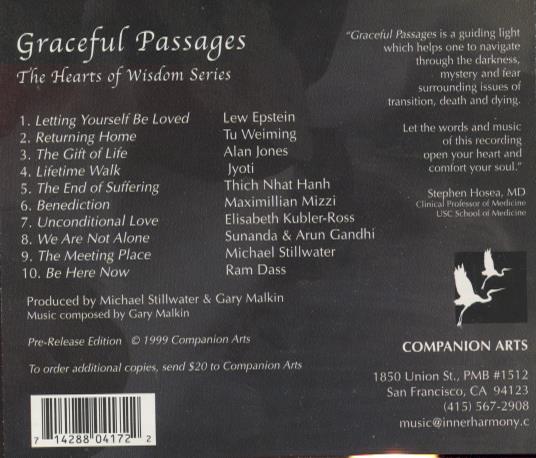 Graceful Passages
The Hearts of Wisdom Series
1. Letting Yourself Be Loved Lew Epstein
2. Returning Home Tu Weiming
3. The Gift of Life Alan Jones
4. Lifetime Walk Jyoti
5. The End of Suffering Thich Nhat Hanh
6. Benediction Maximillian Mizzi
7. Unconditional Love Elisabeth Kubler-Ross
8. We Are Not Alone Sunanda & Arun Gandhi
9. The Meeting Place Michael Stillwater
10. Be Here Now Ram Dass
Produced by Michael Stillwater & Gary Malkin
Music composed by Gary Malkin
Pre-Release Edition © 1999 Companion Arts
To order additional copies, send $20 to Companion Arts
7 14288 04172 2
"Graceful Passages is a guiding light
which helps one to navigate
through the darkness,
mystery and fear
surrounding issues of
transition, death and dying.
Let the words and music
of this recording
open your heart and
comfort your soul."
Stephen Hosea, MD
Clinical Professor of Medicine
USC School of Medicine
COMPANION ARTS
1850 Union St., PMB #1512
San Francisco, CA 94123
(415) 567-2908
music@innerharmony.c